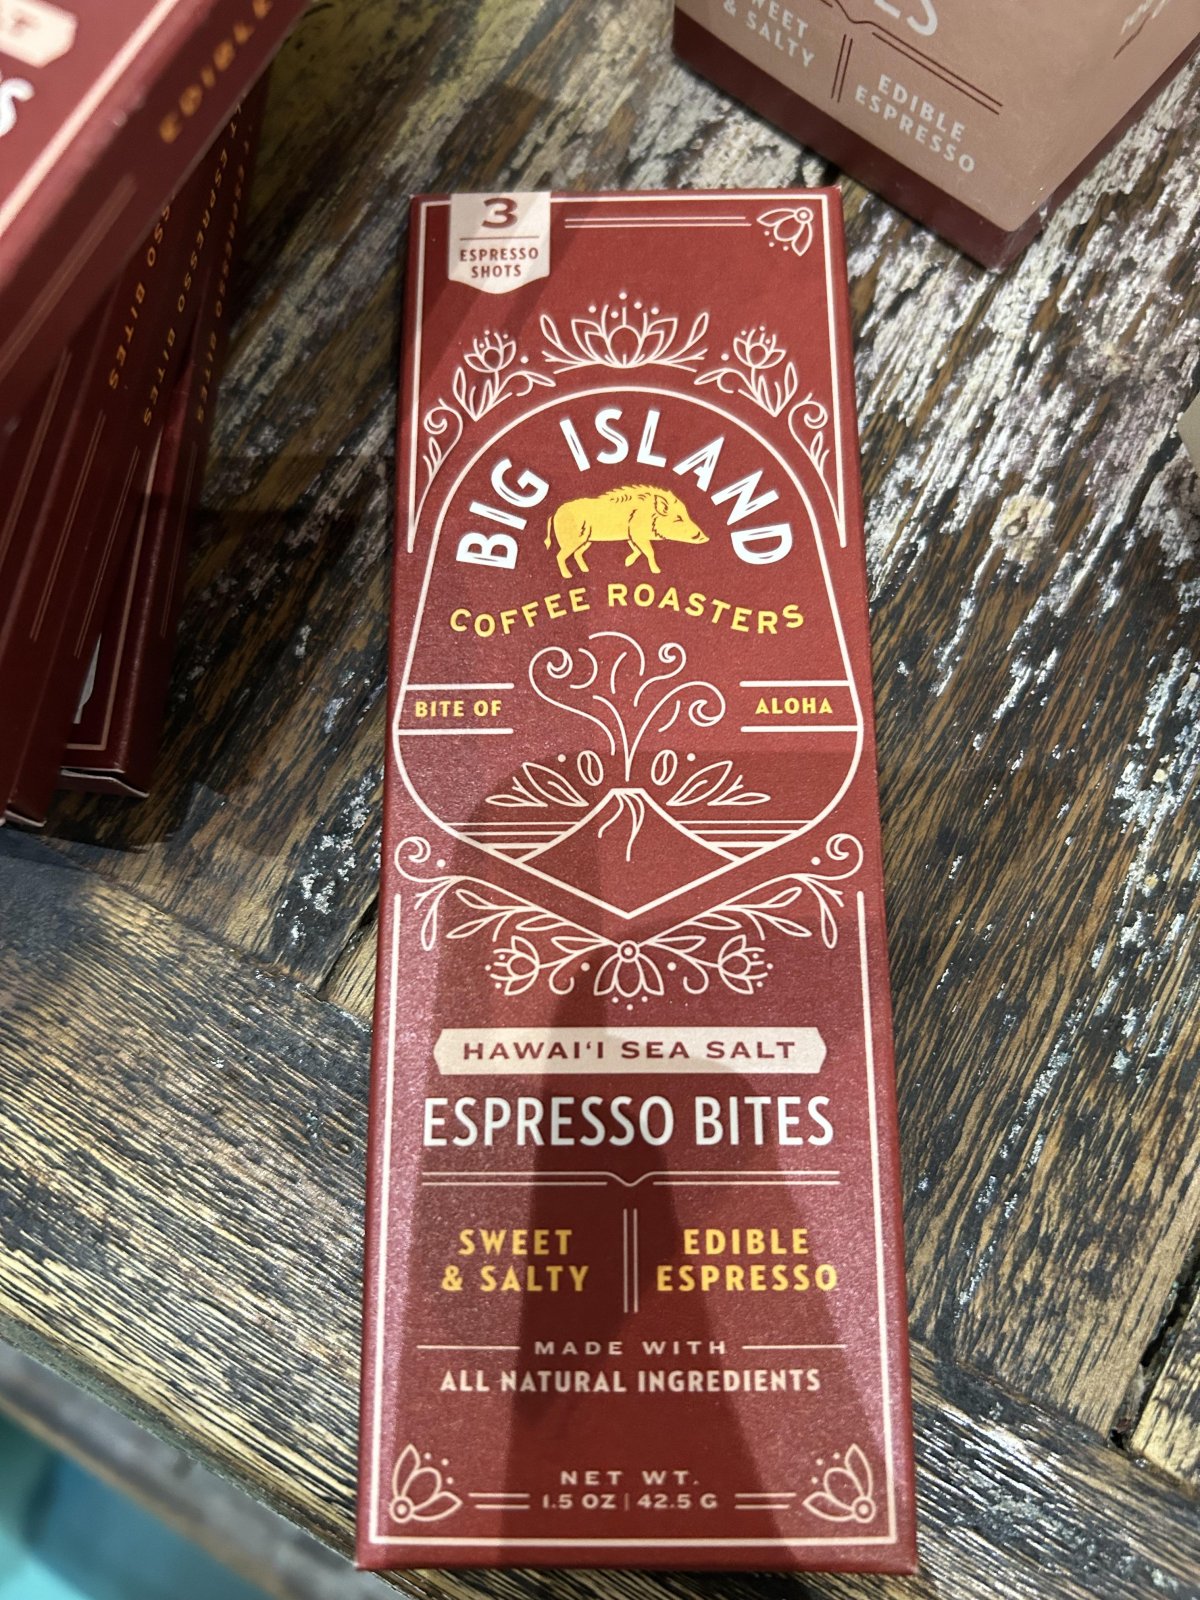 SWEET
& SALTY
EDIBLE
ESPRESSO
3
ESPRESSO
SHOTS
BIG ISLAND
COFFEE ROASTERS
BITE OF
ALOHA
HAWAIʻI SEA SALT
ESPRESSO BITES
SWEET
& SALTY
EDIBLE
ESPRESSO
MADE WITH
ALL NATURAL INGREDIENTS
NET WT.
1.5 OZ | 42.5 G
BITES
ESPRESSO BITES
ESPRESSO BITES